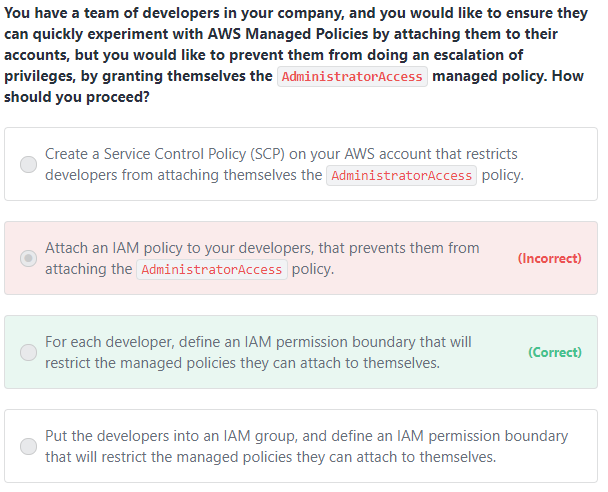 You have a team of developers in your company, and you would like to ensure they
can quickly experiment with AWS Managed Policies by attaching them to their
accounts, but you would like to prevent them from doing an escalation of
privileges, by granting themselves the AdministratorAccess managed policy. How
should you proceed?
Create a Service Control Policy (SCP) on your AWS account that restricts
developers from attaching themselves the AdministratorAccess policy.
Attach an IAM policy to your developers, that prevents them from
attaching the AdministratorAccess policy.
(Incorrect)
For each developer, define an IAM permission boundary that will
restrict the managed policies they can attach to themselves.
(Correct)
Put the developers into an IAM group, and define an IAM permission boundary
that will restrict the managed policies they can attach to themselves.